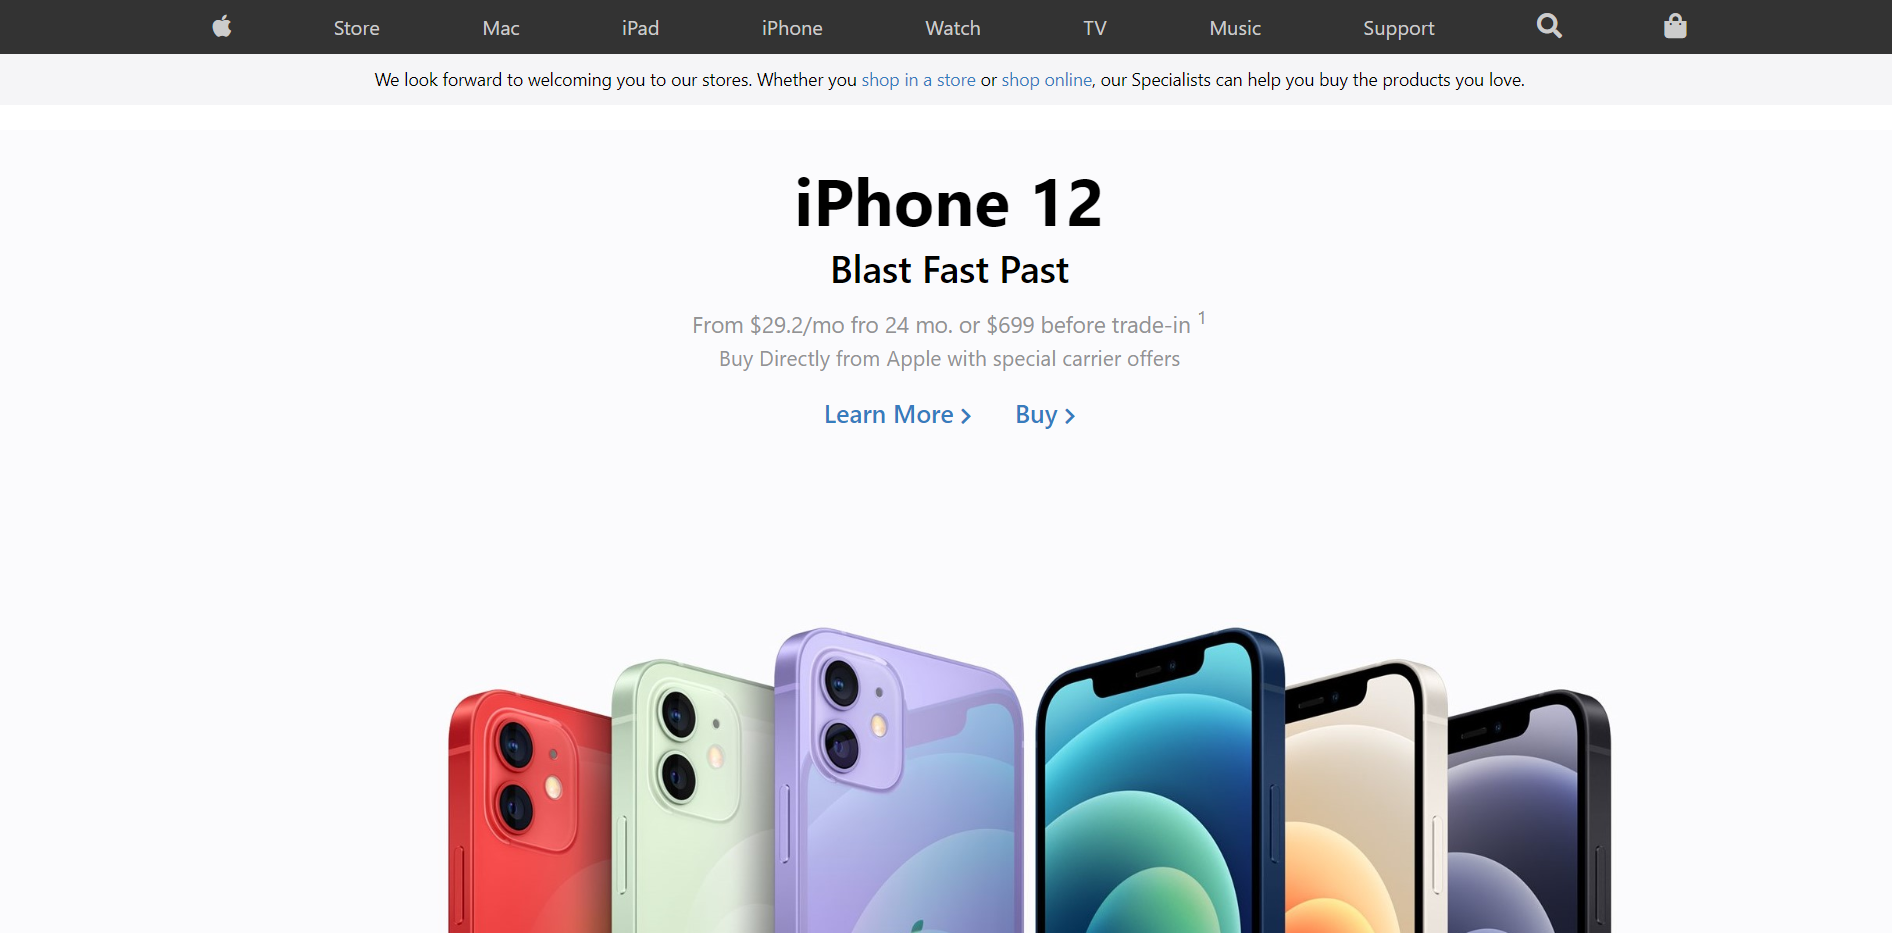 Store Mac iPad iPhone Watch TV Music Support
We look forward to welcoming you to our stores. Whether you shop in a store or shop online, our Specialists can help you buy the products you love.
iPhone 12
Blast Fast Past
From $29.2/mo fro 24 mo. or $699 before trade-in 1
Buy Directly from Apple with special carrier offers
Learn More Buy